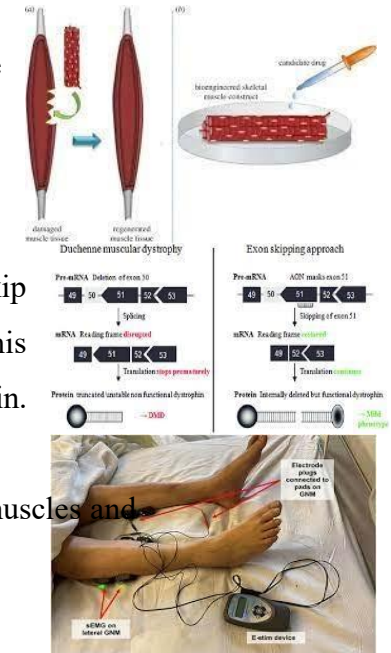 (a)
(b)
candidate drug
bioengineered skeletal
muscle construct
damaged
muscle tissue
regenerated
muscle tissue
Duchenne muscular dystrophy
Exon skipping approach
Pre-mRNA Deletion of exon 50
49 50 51 52 53
Splicing
mRNA Reading frame disrupted
49 51 52 53
Translation stops prematurely
Protein truncated unstable non functional dystrophin
→ DMD
Pre-mRNA AON masks exon 51
49 50 51 52 53
Skipping of exon 51
mRNA Reading frame restored
49 52 53
Translation continues
Protein Internally deleted but functional dystrophin
→ Mild
phenotype
ip
his
in.
muscles and
Electrode
plugs
connected to
pads on
GNM
sEMG on
lateral GNM
E-stim device